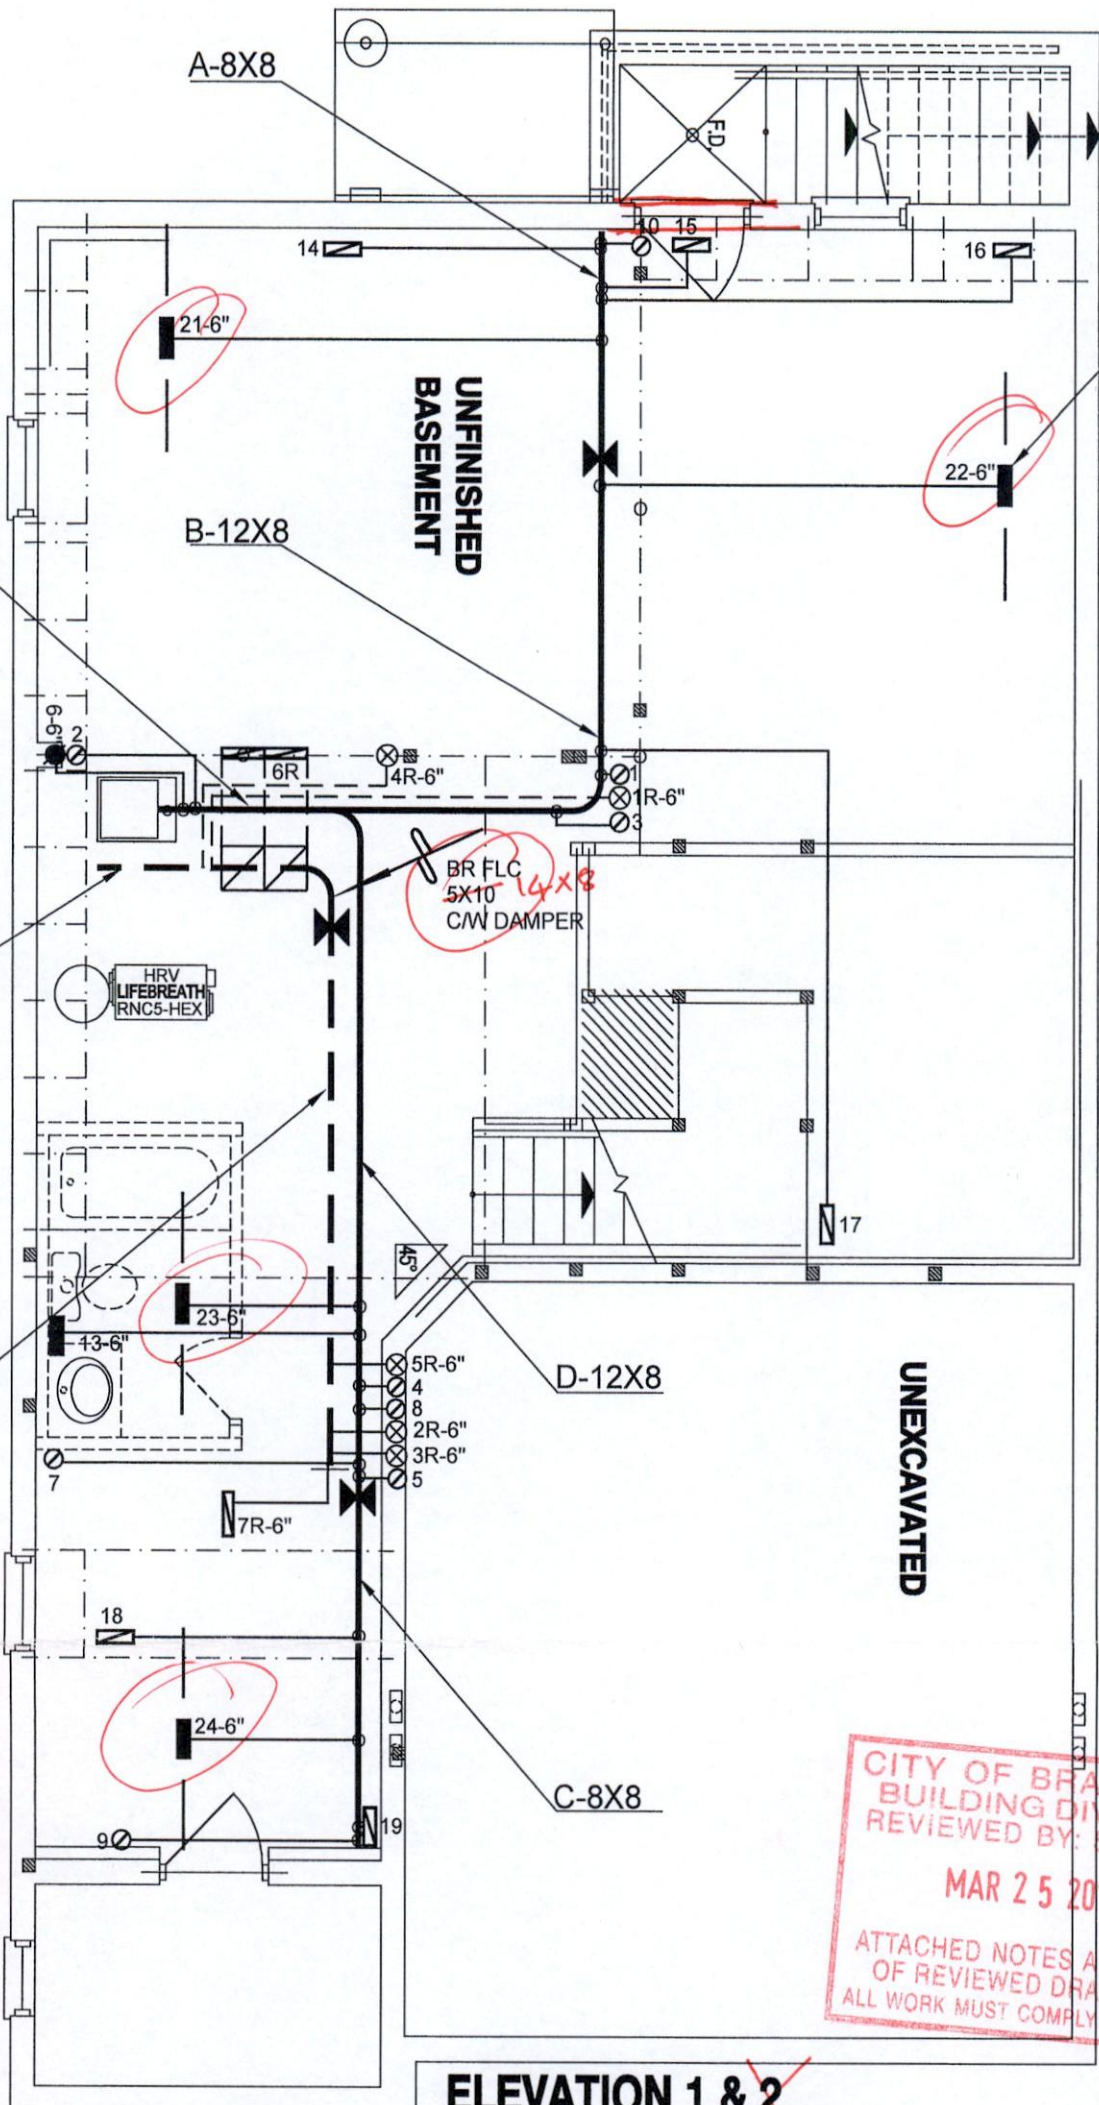 A-8X8
F.D.
14
10
15
16
21-6"
UNFINISHED
BASEMENT
22-6"
B-12X8
6-6"
2
6R
4R-6"
1
1R-6"
3
BR FLC
5X10
14x8
C/W DAMPER
HRV
LIFEBREATH
RNC5-HEX
17
45°
23-6"
13-6"
5R-6"
4
8
2R-6"
3R-6"
5
D-12X8
UNEXCAVATED
7
7R-6"
18
24-6"
C-8X8
19
9
CITY OF BRA
BUILDING DI
REVIEWED BY:
MAR 25 20
ATTACHED NOTES A
OF REVIEWED DRA
ALL WORK MUST COMPLY
ELEVATION 1 & 2